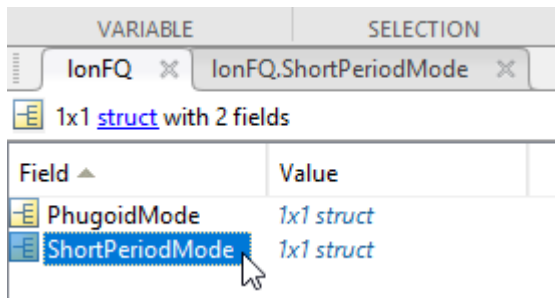 VARIABLE SELECTION
lonFQ lonFQ.ShortPeriodMode
1x1 struct with 2 fields
Field Value
PhugoidMode 1x1 struct
ShortPeriodMode 1x1 struct